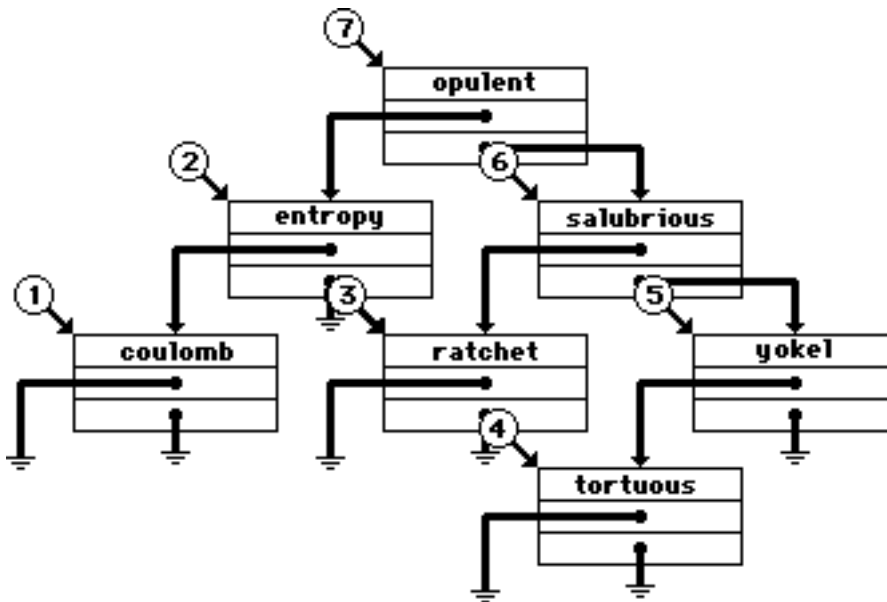 7
opulent
2
6
entropy
salubrious
1
3
5
coulomb
ratchet
yokel
4
tortuous